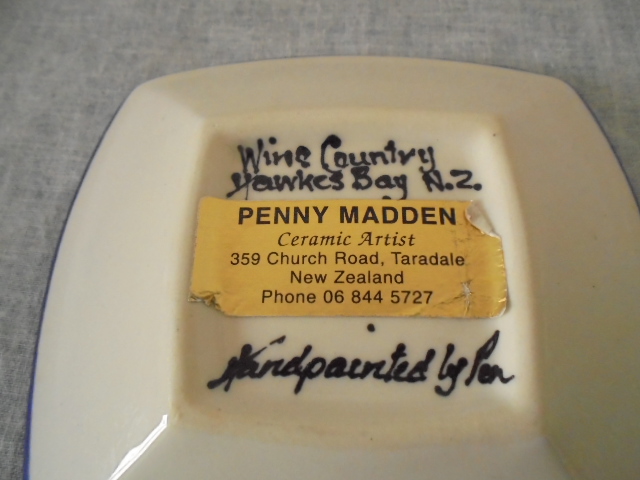 Wine Country
Hawkes Bay N.Z.
PENNY MADDEN
Ceramic Artist
359 Church Road, Taradale
New Zealand
Phone 06 844 5727
Handpainted by Pen